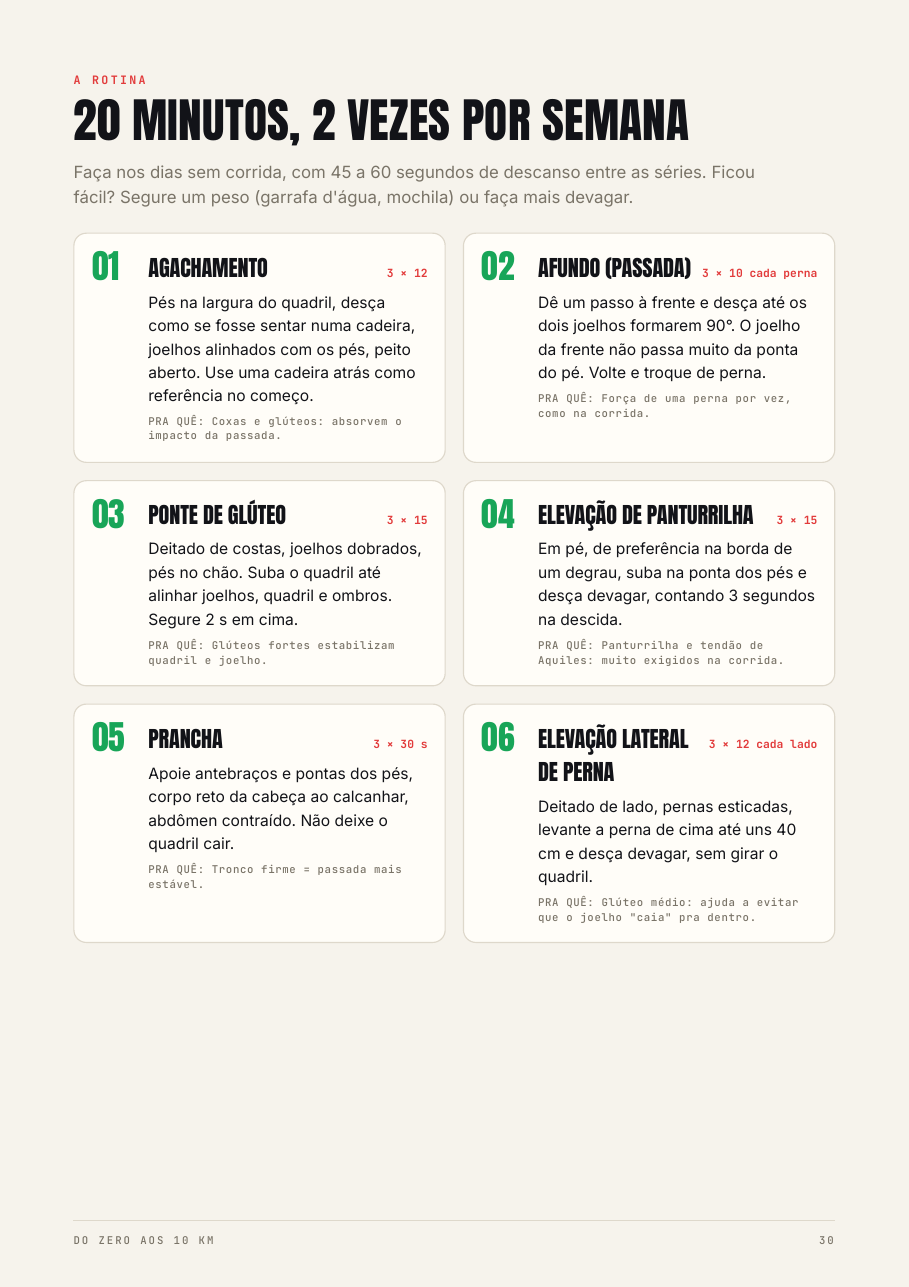 A ROTINA
20 MINUTOS, 2 VEZES POR SEMANA
Faça nos dias sem corrida, com 45 a 60 segundos de descanso entre as séries. Ficou
fácil? Segure um peso (garrafa d'água, mochila) ou faça mais devagar.
01
AGACHAMENTO
3 × 12
Pés na largura do quadril, desça
como se fosse sentar numa cadeira,
joelhos alinhados com os pés, peito
aberto. Use uma cadeira atrás como
referência no começo.
PRA QUÊ: Coxas e glúteos: absorvem o
impacto da passada.
02
AFUNDO (PASSADA)
3 × 10 cada perna
Dê um passo à frente e desça até os
dois joelhos formarem 90°. O joelho
da frente não passa muito da ponta
do pé. Volte e troque de perna.
PRA QUÊ: Força de uma perna por vez,
como na corrida.
03
PONTE DE GLÚTEO
3 × 15
Deitado de costas, joelhos dobrados,
pés no chão. Suba o quadril até
alinhar joelhos, quadril e ombros.
Segure 2 s em cima.
PRA QUÊ: Glúteos fortes estabilizam
quadril e joelho.
04
ELEVAÇÃO DE PANTURRILHA
3 × 15
Em pé, de preferência na borda de
um degrau, suba na ponta dos pés e
desça devagar, contando 3 segundos
na descida.
PRA QUÊ: Panturrilha e tendão de
Aquiles: muito exigidos na corrida.
05
PRANCHA
3 × 30 s
Apoie antebraços e pontas dos pés,
corpo reto da cabeça ao calcanhar,
abdômen contraído. Não deixe o
quadril cair.
PRA QUÊ: Tronco firme = passada mais
estável.
06
ELEVAÇÃO LATERAL
DE PERNA
3 × 12 cada lado
Deitado de lado, pernas esticadas,
levante a perna de cima até uns 40
cm e desça devagar, sem girar o
quadril.
PRA QUÊ: Glúteo médio: ajuda a evitar
que o joelho "caia" pra dentro.
DO ZERO AOS 10 KM
30